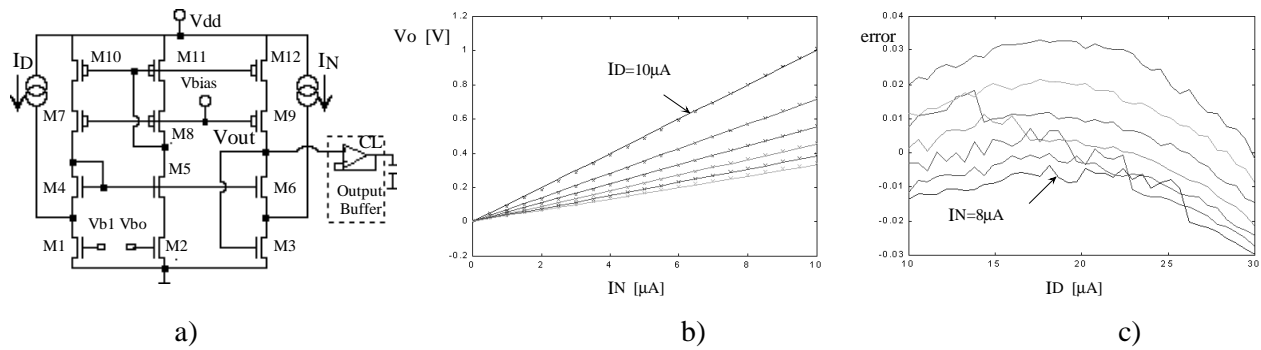 Vdd
I_D
I_N
M10
M11
M12
Vbias
M7
M8
M9
Vout
CL
M4
M5
M6
Output
Buffer
Vb1
Vbo
M1
M2
M3
a)
Vo [V]
1.2
1
0.8
0.6
0.4
0.2
0
-0.2
ID=10μA
0
2
4
6
8
10
IN [μA]
b)
error
0.04
0.03
0.02
0.01
0
-0.01
-0.02
-0.03
IN=8μA
10
15
20
25
30
ID [μA]
c)